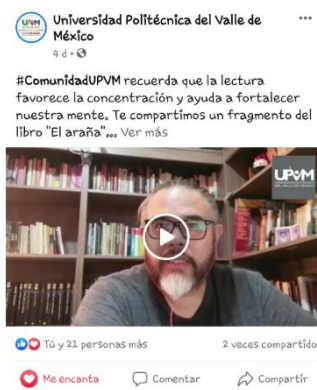 Universidad Politécnica del Valle de
México
4 d
#ComunidadUPVM recuerda que la lectura
favorece la concentración y ayuda a fortalecer
nuestra mente. Te compartimos un fragmento del
libro "El araña"... Ver más
UPVM
Tú y 21 personas más 2 veces compartido
Me encanta Comentar Compartir